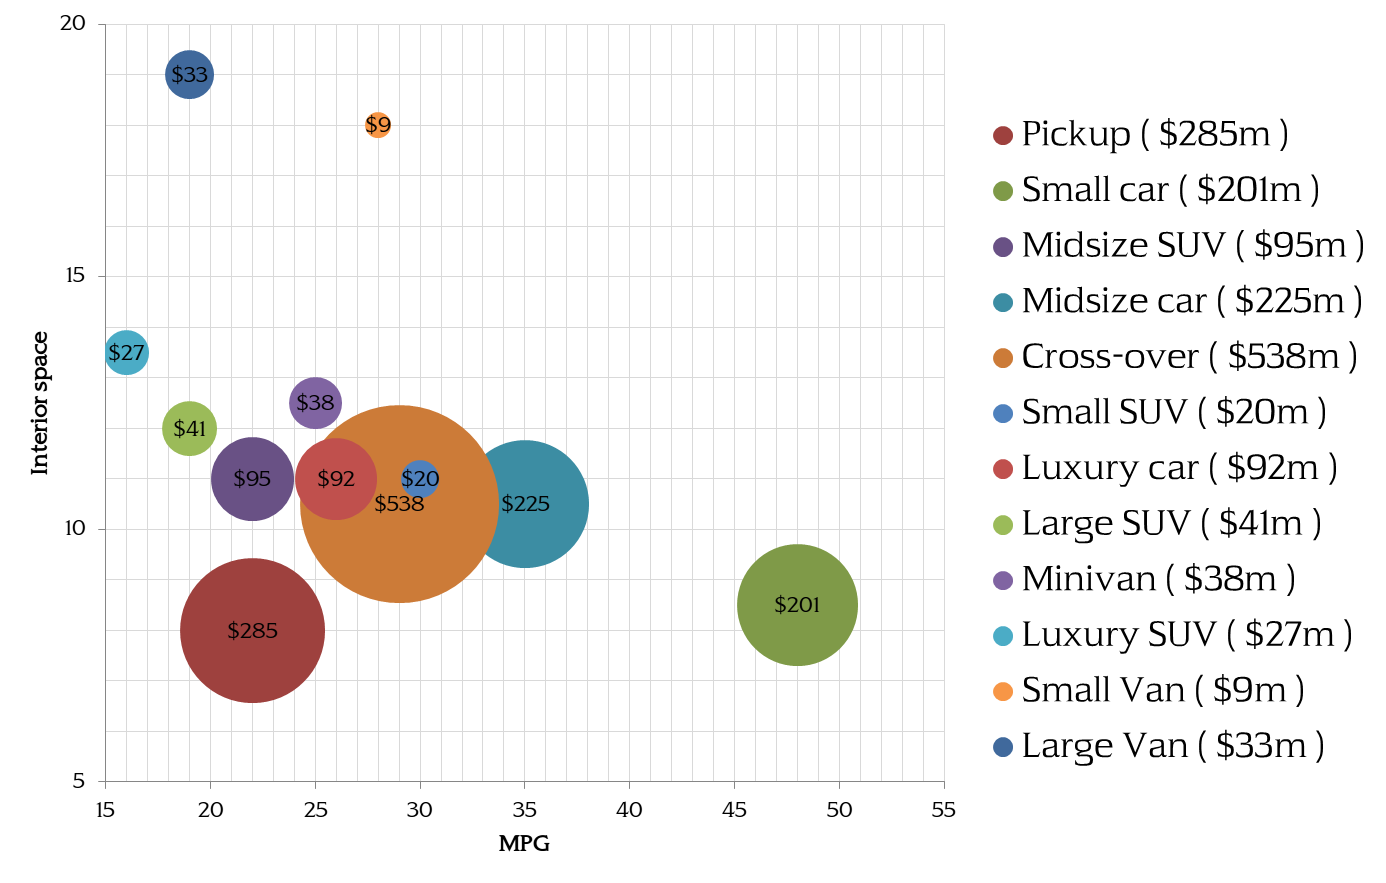 20
$33
$9
15
$27
$38
$41
$95
$92
$20
$538
$225
10
$201
$285
5
15 20 25 30 35 40 45 50 55
Interior space
MPG
Pickup ( $285m )
Small car ( $201m )
Midsize SUV ( $95m )
Midsize car ( $225m )
Cross-over ( $538m )
Small SUV ( $20m )
Luxury car ( $92m )
Large SUV ( $41m )
Minivan ( $38m )
Luxury SUV ( $27m )
Small Van ( $9m )
Large Van ( $33m )